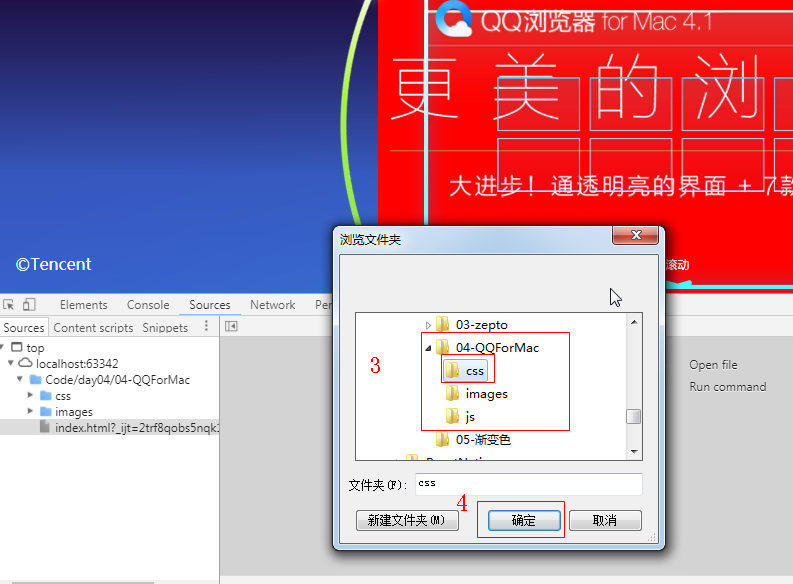 QQ浏览器 for Mac 4.1
更美的浏
大进步！通透明亮的界面 + 7款
©Tencent
滚动
浏览文件夹
Elements
Console
Sources
Network
Sources
Content scripts
Snippets
top
localhost:63342
Code/day04/04-QQForMac
css
images
index.html?_ijt=2trf8qobs5nqk
3
03-zepto
04-QQForMac
css
images
js
05-渐变色
文件夹(F):
css
4
新建文件夹(M)
确定
取消
Open file
Run command